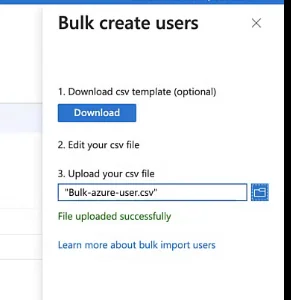 Bulk create users
1. Download csv template (optional)
Download
2. Edit your csv file
3. Upload your csv file
"Bulk-azure-user.csv"
File uploaded successfully
Learn more about bulk import users